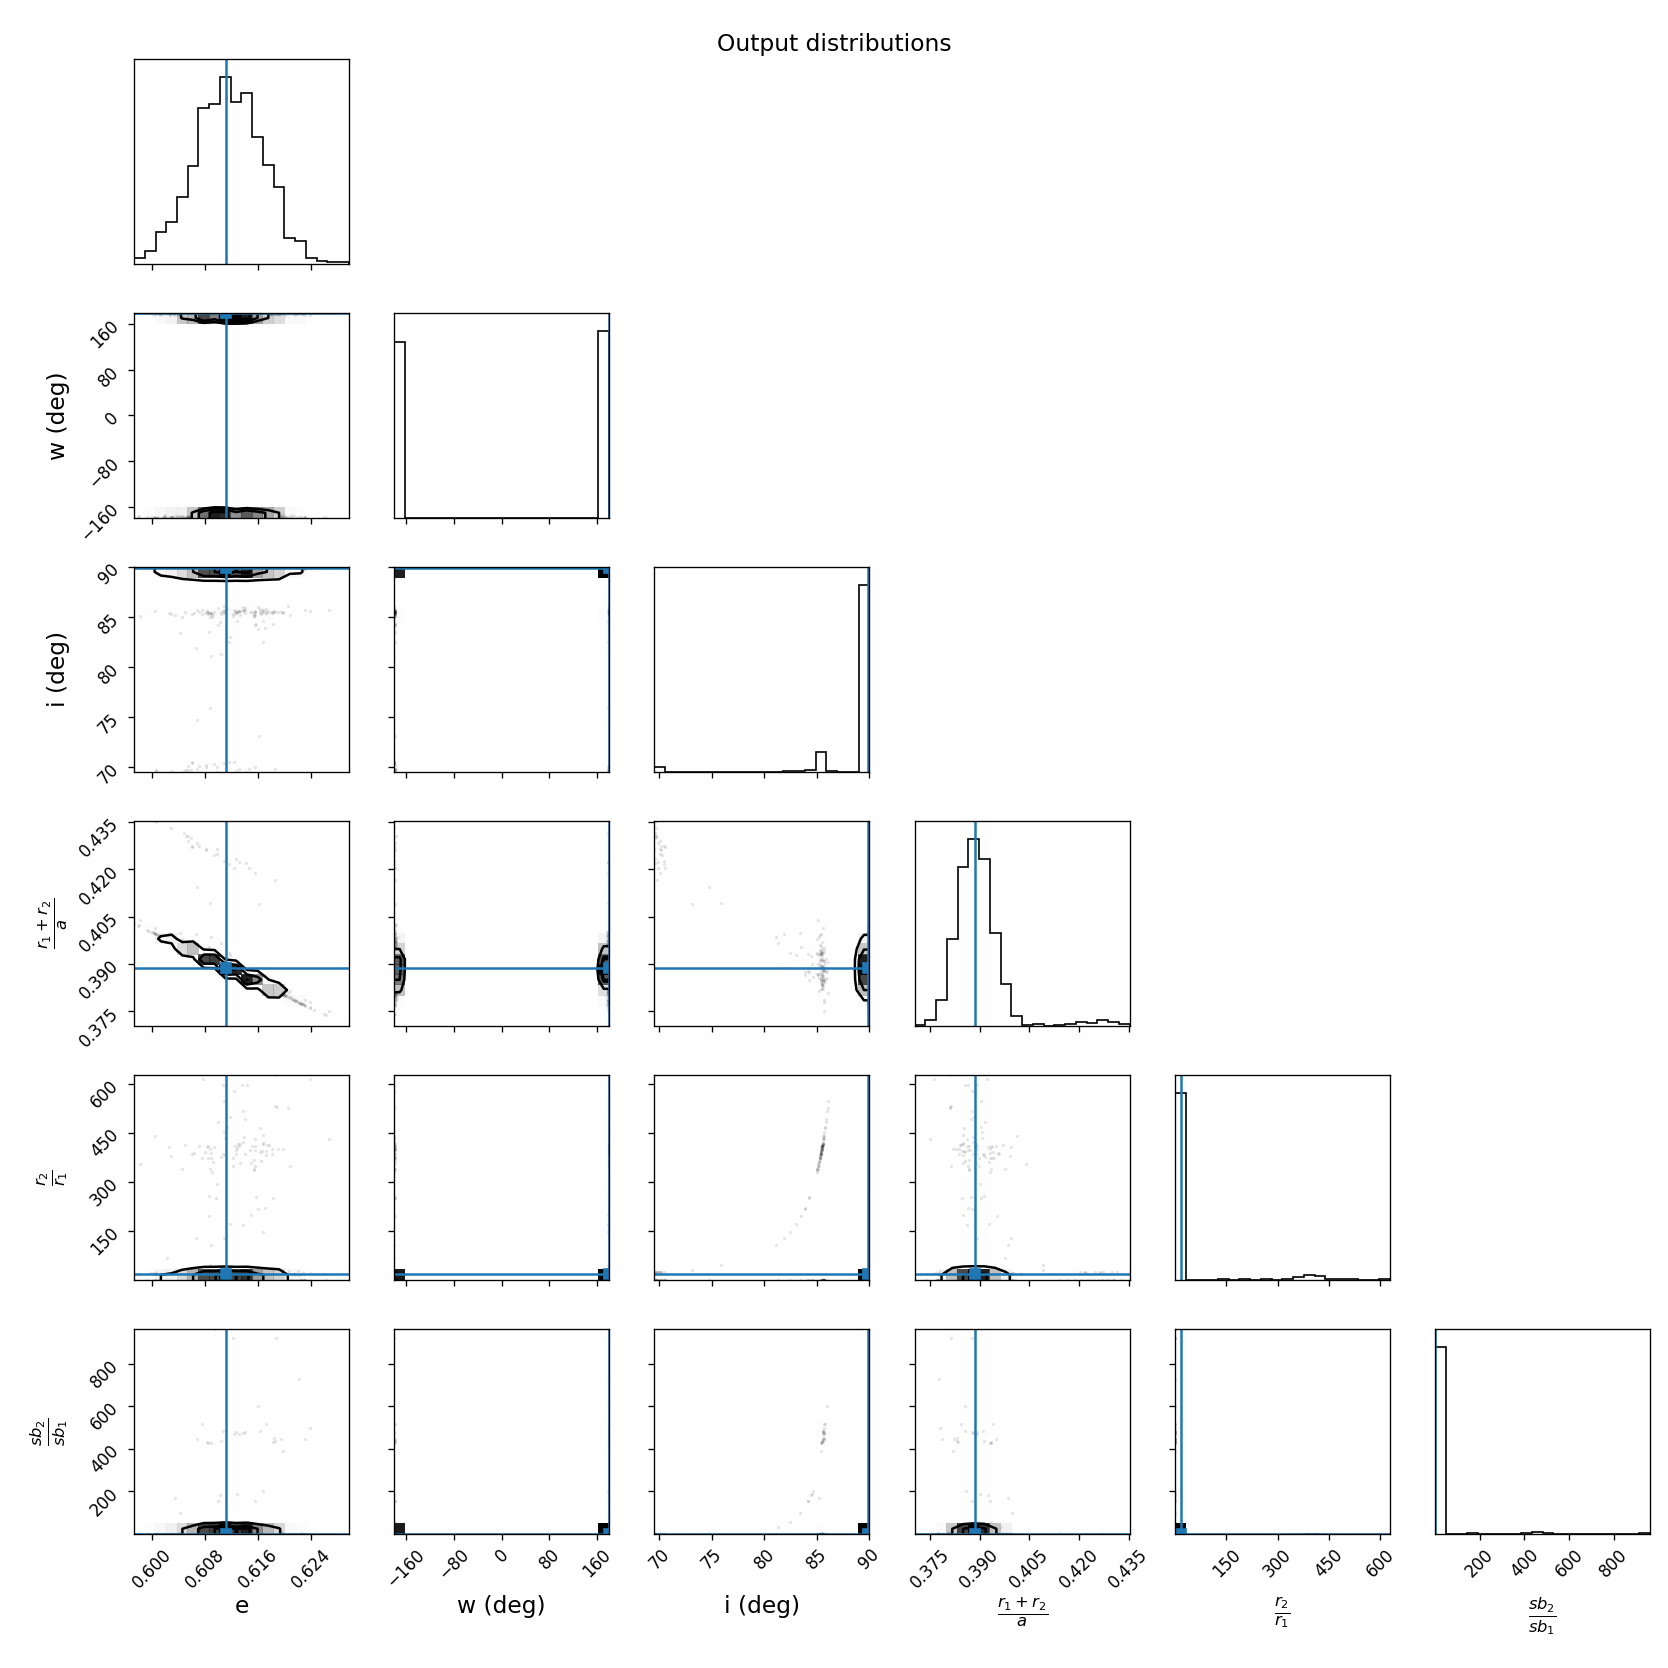 Output distributions
160
80
0
−80
−160
w (deg)
90
85
80
75
70
i (deg)
0.435
0.420
0.405
0.390
0.375
r1 + r2
a
600
450
300
150
r2
r1
800
600
400
200
sb2
sb1
0.600 0.608 0.616 0.624
−160 −80 0 80 160
70 75 80 85 90
0.375 0.390 0.405 0.420 0.435
150 300 450 600
200 400 600 800
e w (deg) i (deg) r1 + r2 / a r2 / r1 sb2 / sb1